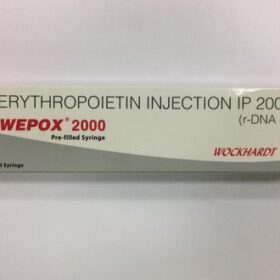 ERYTHROPOIETIN INJECTION IP 200
(r-DNA
WEPOX® 2000
Pre-filled Syringe
WOCKHARDT
Syringe